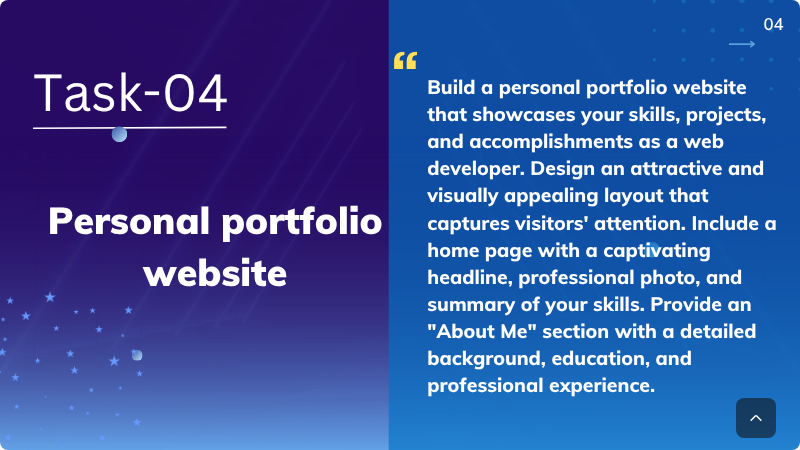 04
Task-04
Personal portfolio
website
“
Build a personal portfolio website
that showcases your skills, projects,
and accomplishments as a web
developer. Design an attractive and
visually appealing layout that
captures visitors' attention. Include a
home page with a captivating
headline, professional photo, and
summary of your skills. Provide an
"About Me" section with a detailed
background, education, and
professional experience.